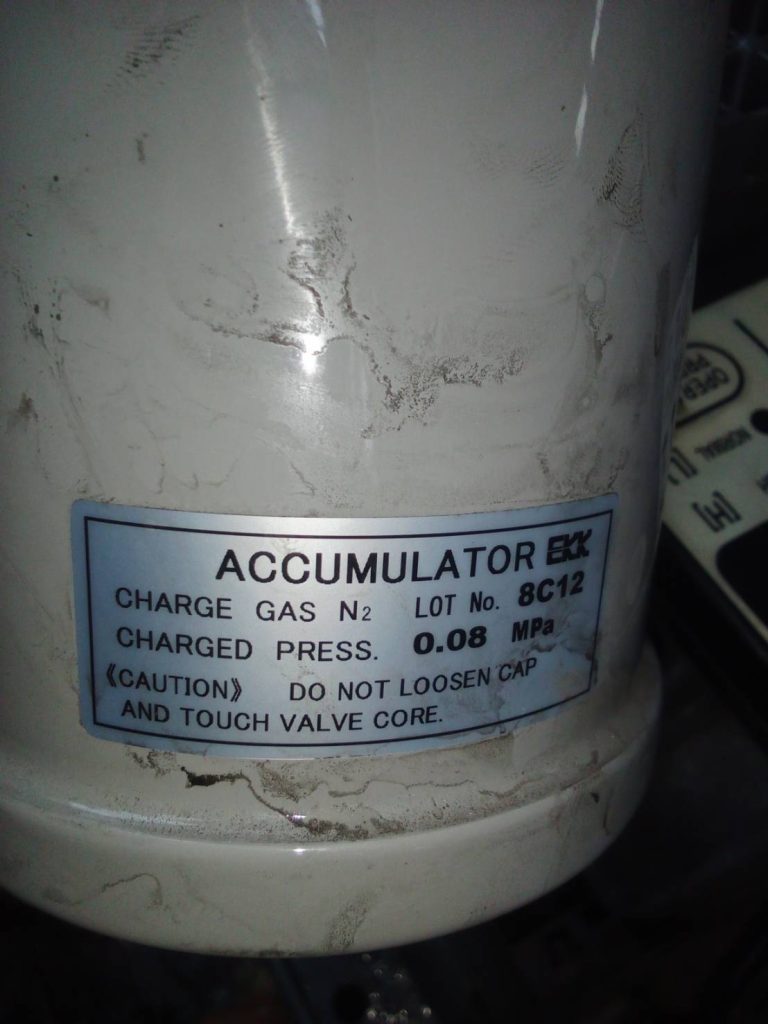 ACCUMULATOR EKK
CHARGE GAS N₂ LOT No. 8C12
CHARGED PRESS. 0.08 MPa
《CAUTION》 DO NOT LOOSEN CAP
AND TOUCH VALVE CORE.
NORMAL
[L]
[H]